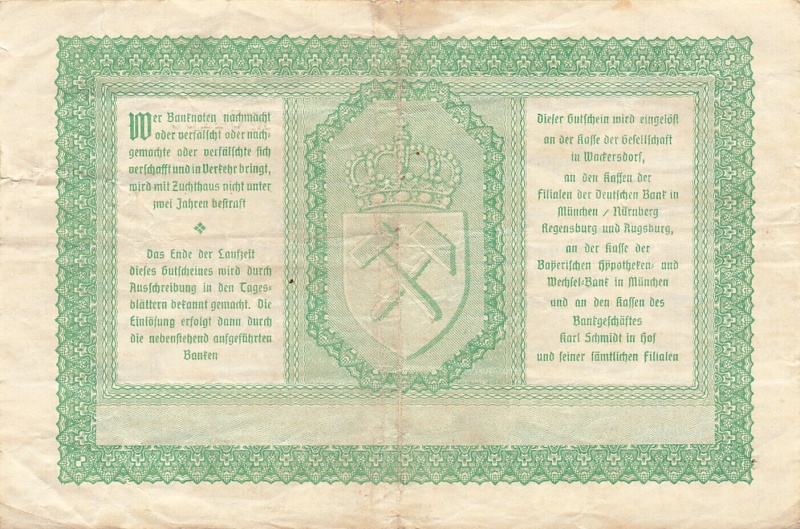 Wer Banknoten nachmacht
oder verfälscht oder nach-
gemachte oder verfälschte sich
verschafft und in Verkehr bringt,
wird mit Zuchthaus nicht unter
zwei Jahren bestraft
Das Ende der Laufzeit
dieses Gutscheines wird durch
Ausschreibung in den Tages-
blättern bekannt gemacht. Die
Einlösung erfolgt dann durch
die nebenstehend aufgeführten
Banken
Dieser Gutschein wird eingelöst
an der Kasse der Gesellschaft
in Wackersdorf,
an den Kassen der
Filialen der Deutschen Bank in
München / Nürnberg
Regensburg und Augsburg,
an der Kasse der
Bayerischen Hypotheken- und
Wechsel-Bank in München
und an den Kassen des
Bankgeschäftes
Karl Schmidt in Hof
und seiner sämtlichen Filialen